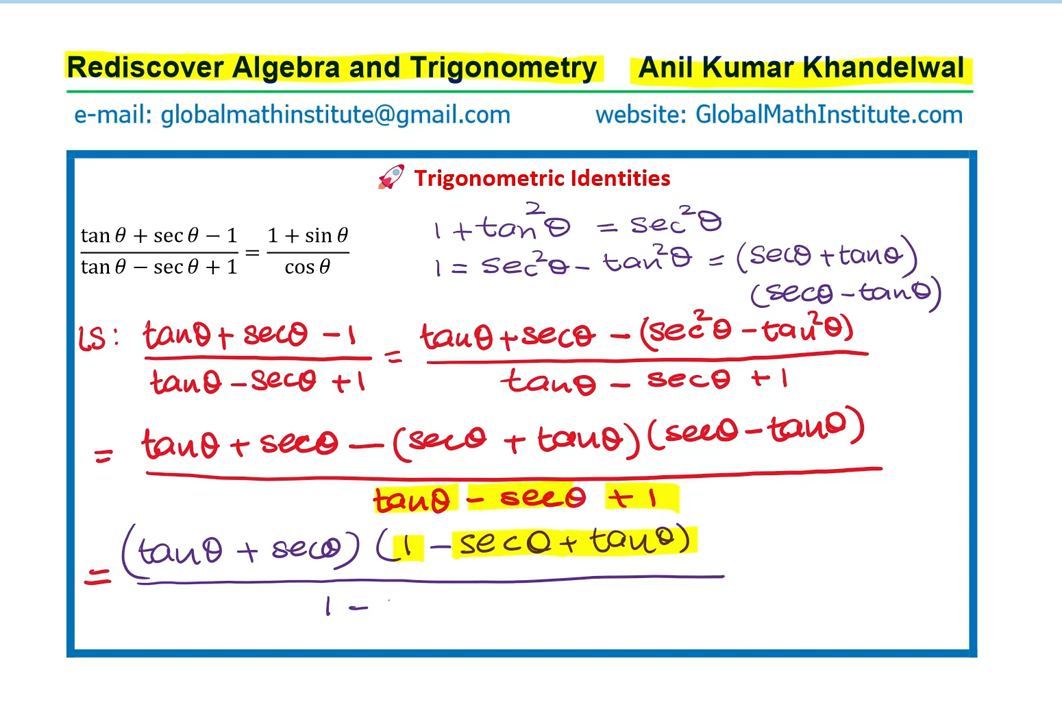 Rediscover Algebra and Trigonometry Anil Kumar Khandelwal
e-mail: globalmathinstitute@gmail.com website: GlobalMathInstitute.com
🚀 Trigonometric Identities
(tan θ + sec θ − 1)/(tan θ − sec θ + 1) = (1 + sin θ)/(cos θ)
1 + tan²θ = sec²θ
1 = sec²θ − tan²θ = (secθ + tanθ)
(secθ − tanθ)
LS: (tanθ + secθ − 1)/(tanθ − secθ + 1) = (tanθ + secθ − (sec²θ − tan²θ))/(tanθ − secθ + 1)
= (tanθ + secθ − (secθ + tanθ)(secθ − tanθ))/(tanθ − secθ + 1)
= (tanθ + secθ)(1 − secθ + tanθ)
1 −